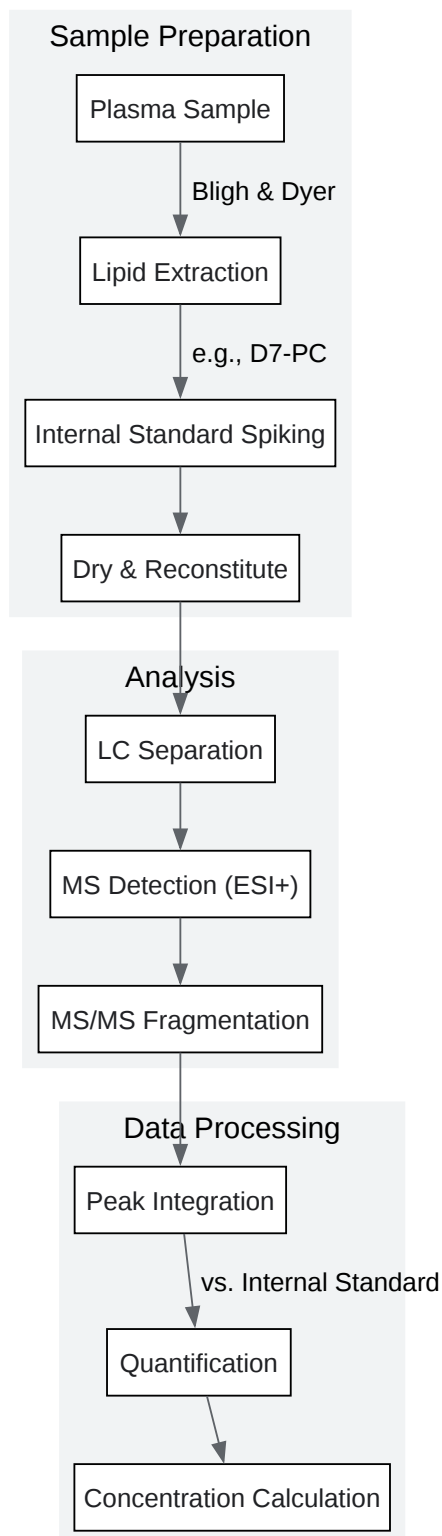 Sample Preparation
Plasma Sample
Bligh & Dyer
Lipid Extraction
e.g., D7-PC
Internal Standard Spiking
Dry & Reconstitute
Analysis
LC Separation
MS Detection (ESI+)
MS/MS Fragmentation
Data Processing
Peak Integration
vs. Internal Standard
Quantification
Concentration Calculation